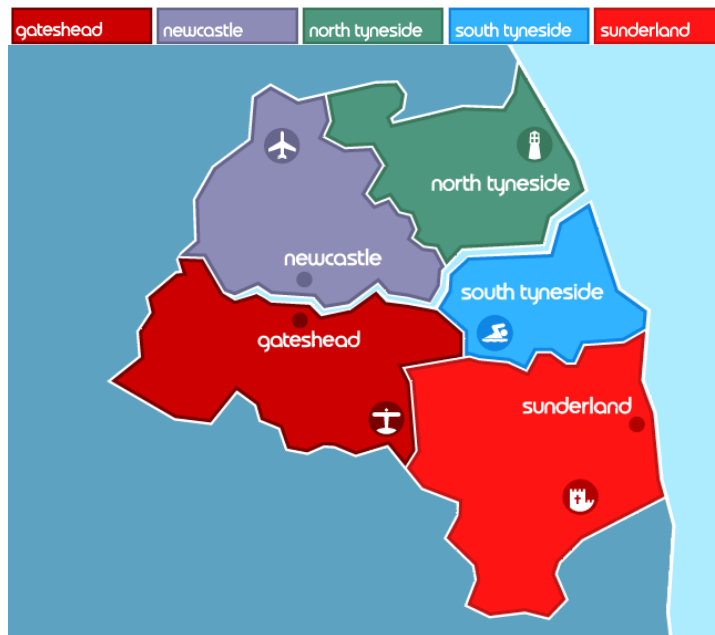 gateshead
newcastle
north tyneside
south tyneside
sunderland
north tyneside
newcastle
south tyneside
gateshead
sunderland